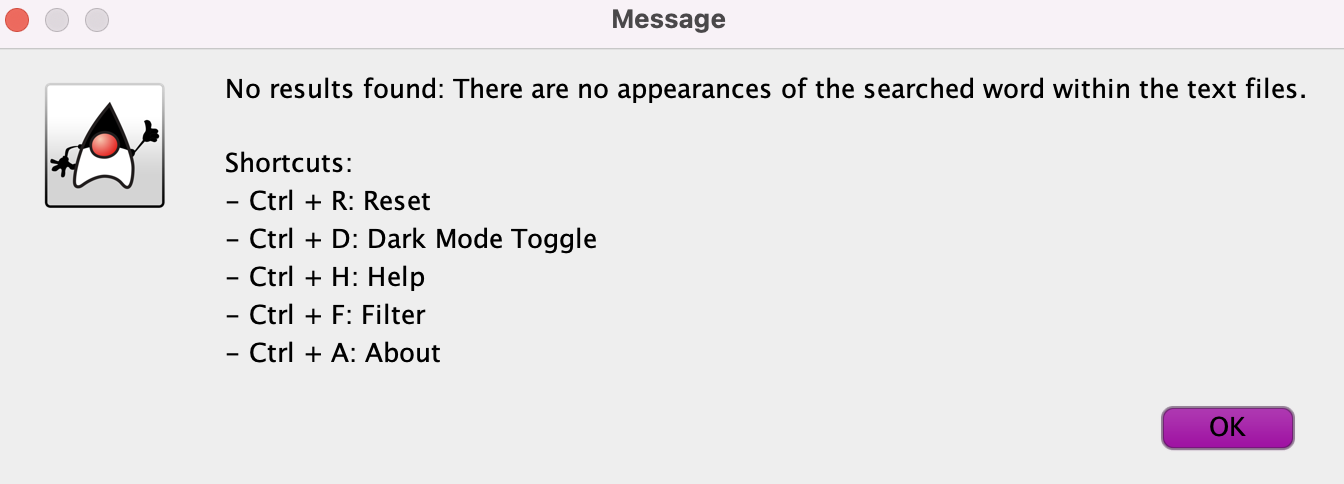 Message
No results found: There are no appearances of the searched word within the text files.
Shortcuts:
– Ctrl + R: Reset
– Ctrl + D: Dark Mode Toggle
– Ctrl + H: Help
– Ctrl + F: Filter
– Ctrl + A: About
OK